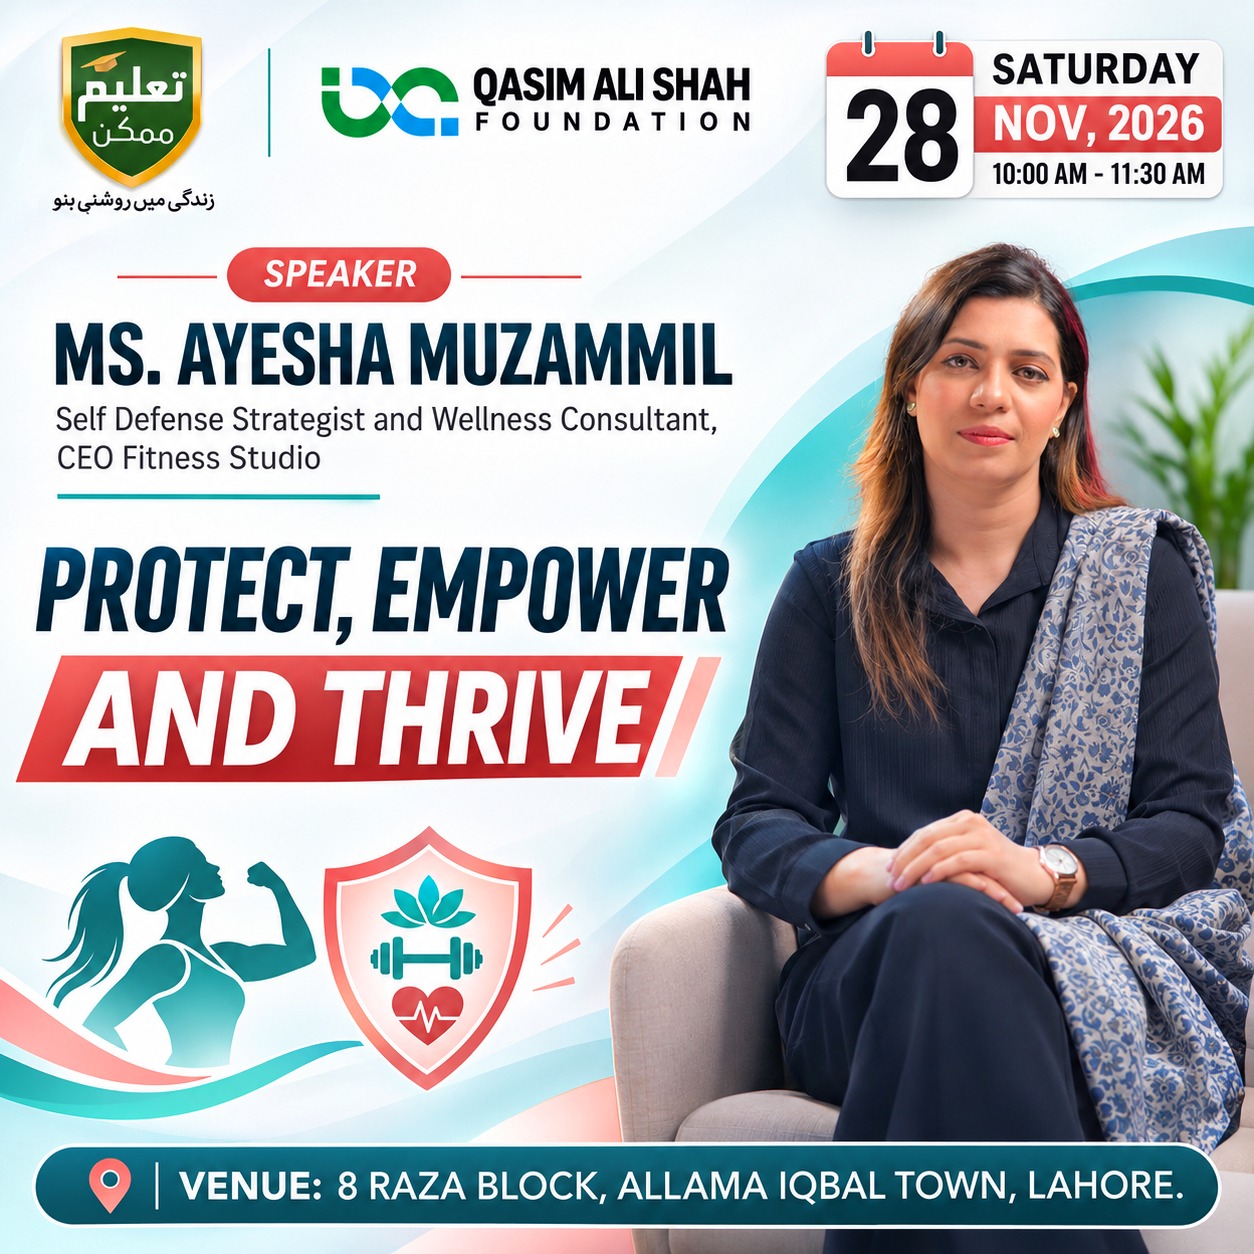 تعلیم
ممکن
زندگی میں روشنی بنو
QASIM ALI SHAH
FOUNDATION
28
SATURDAY
NOV, 2026
10:00 AM - 11:30 AM
SPEAKER
MS. AYESHA MUZAMMIL
Self Defense Strategist and Wellness Consultant,
CEO Fitness Studio
PROTECT, EMPOWER
AND THRIVE
VENUE: 8 RAZA BLOCK, ALLAMA IQBAL TOWN, LAHORE.